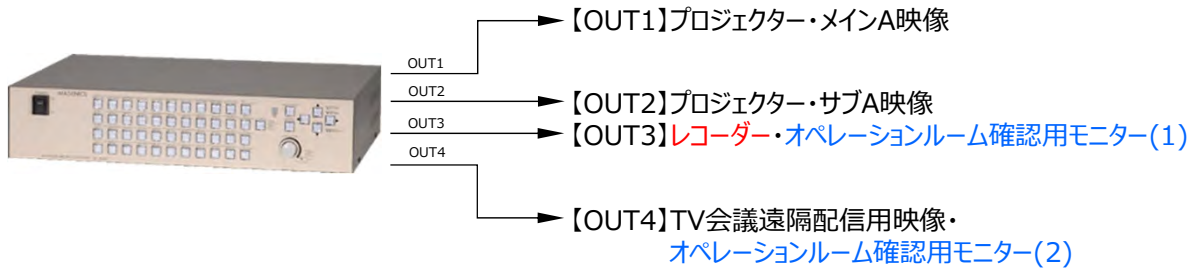 OUT1
OUT2
OUT3
OUT4
【OUT1】プロジェクター・メインA映像
【OUT2】プロジェクター・サブA映像
【OUT3】レコーダー・オペレーションルーム確認用モニター(1)
【OUT4】TV会議遠隔配信用映像・
オペレーションルーム確認用モニター(2)